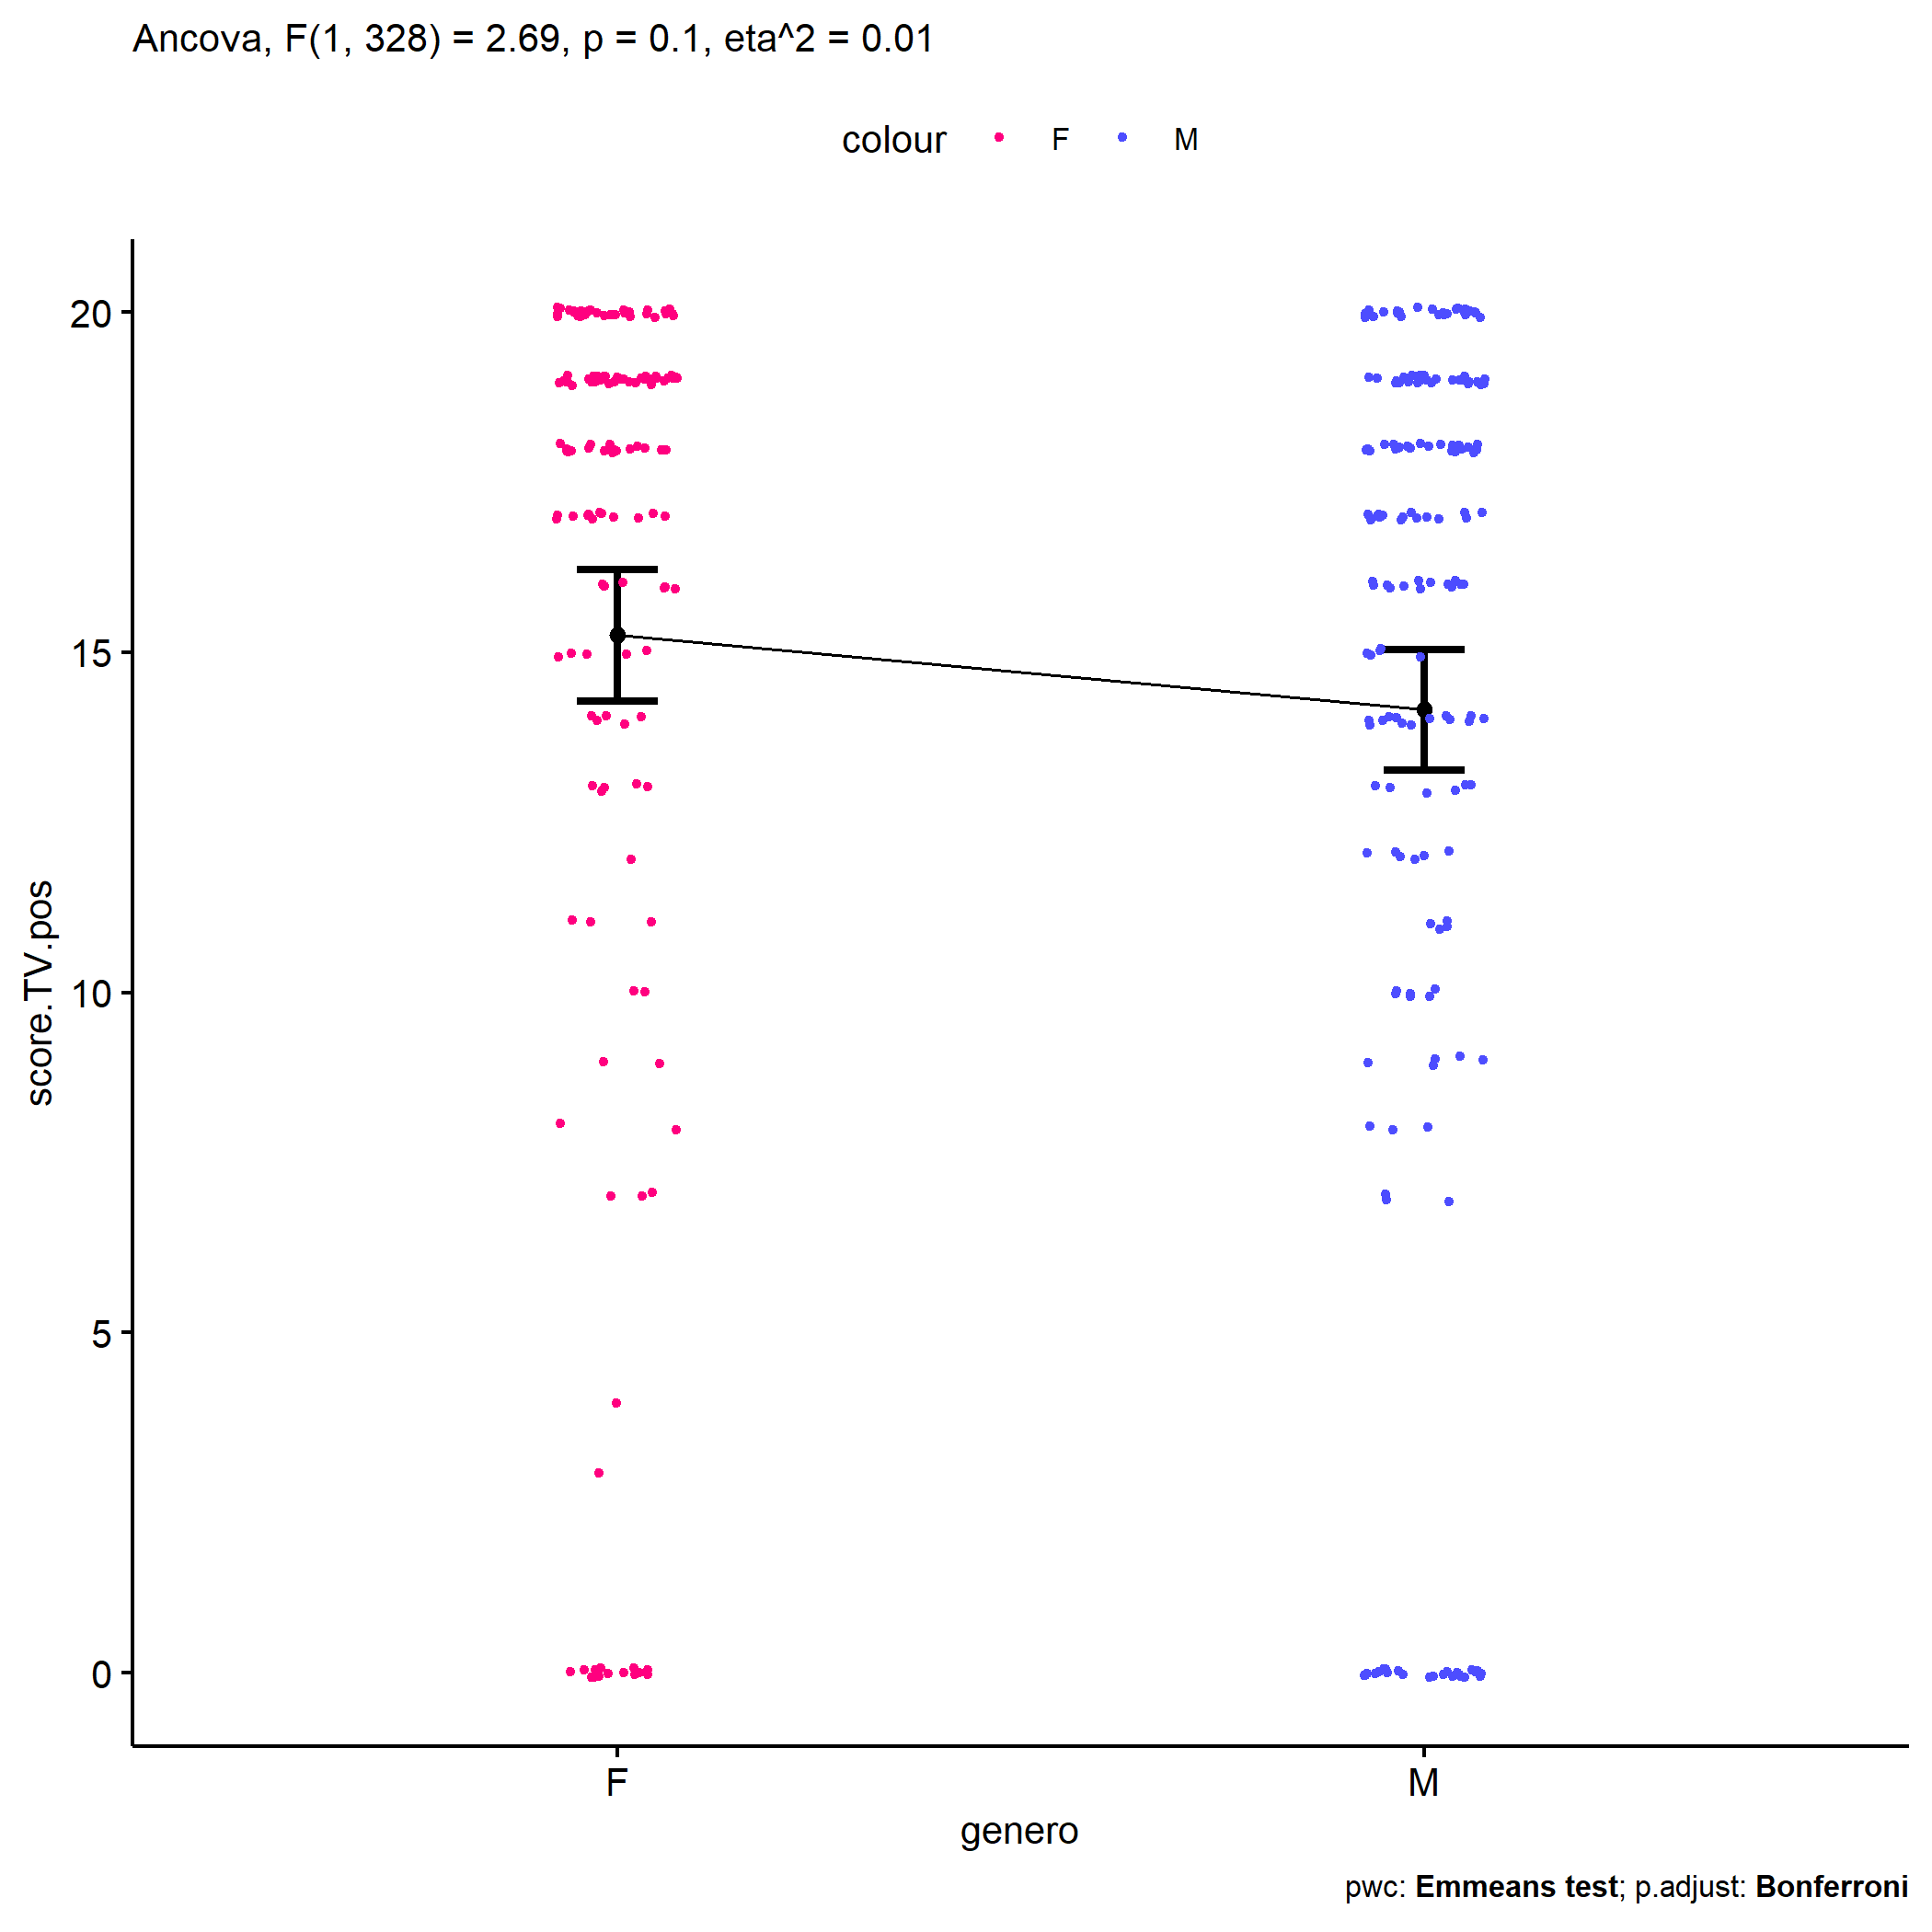 Ancova, F(1, 328) = 2.69, p = 0.1, eta^2 = 0.01
colour F M
score.TV.pos
20
15
10
5
0
F M
genero
pwc: Emmeans test; p.adjust: Bonferroni